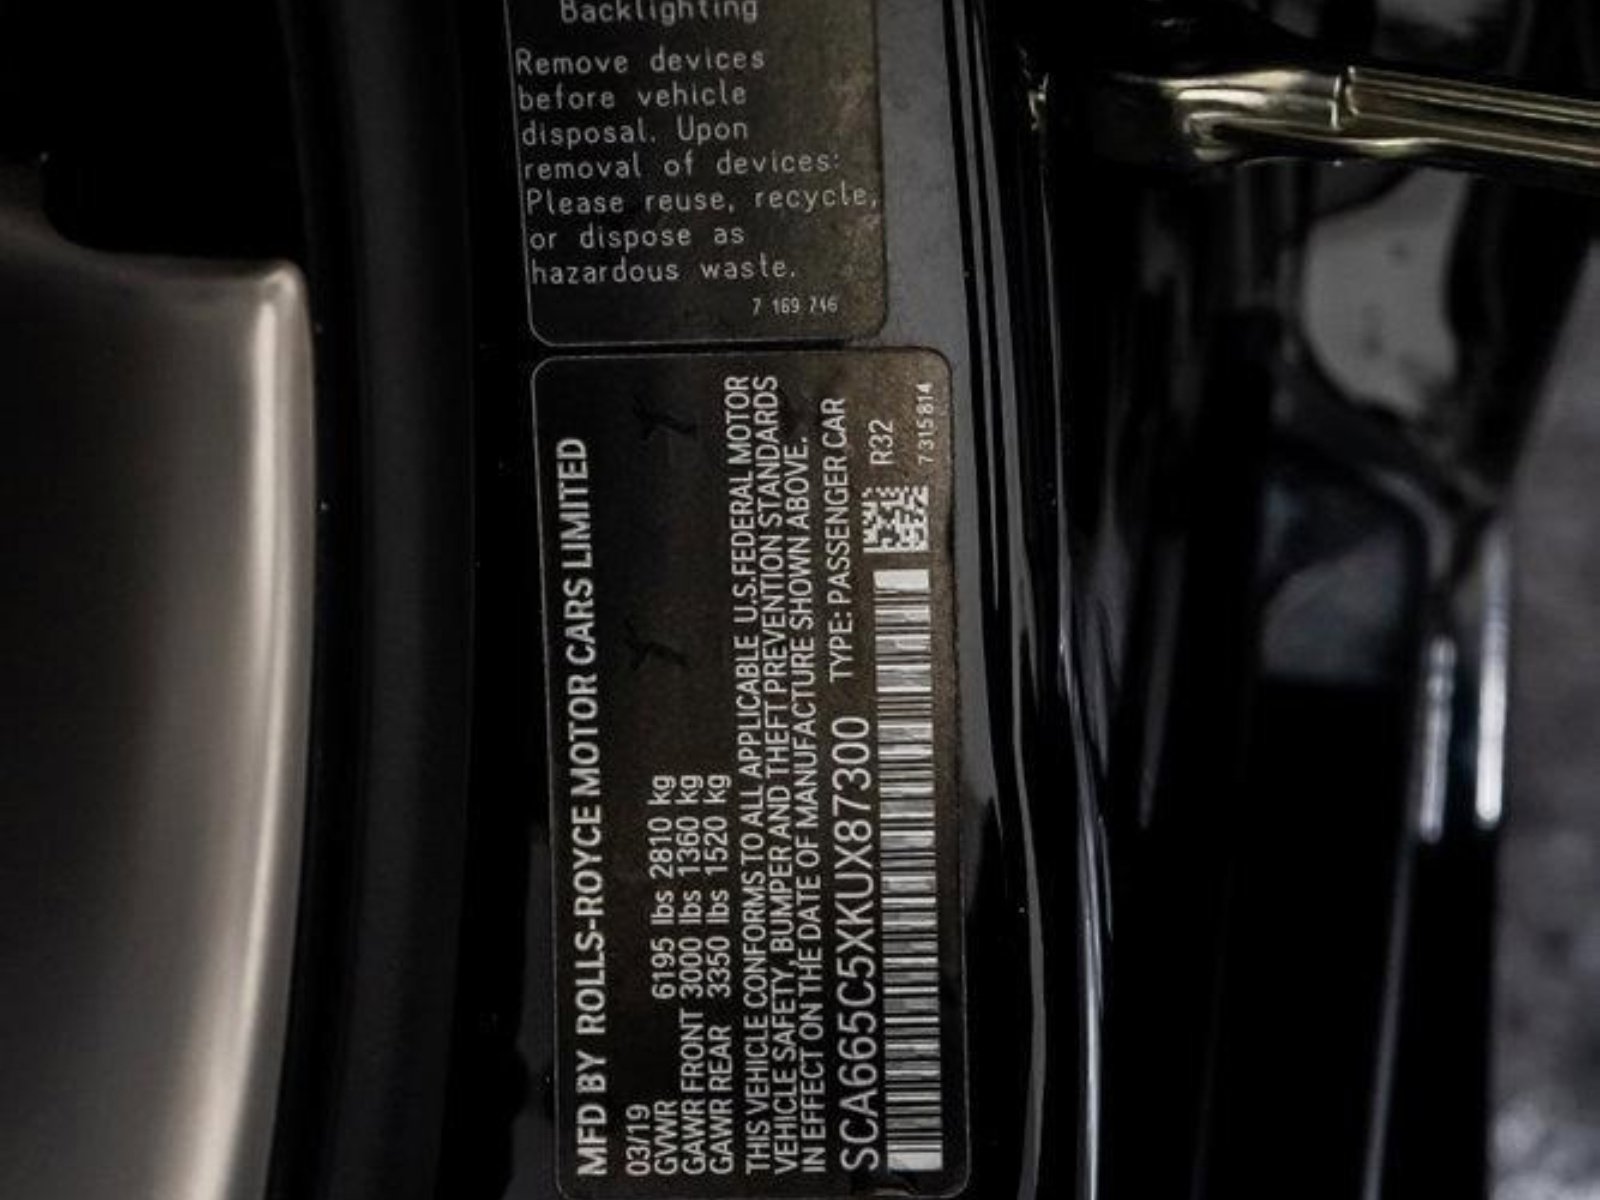 Backlighting
Remove devices
before vehicle
disposal. Upon
removal of devices:
Please reuse, recycle,
or dispose as
hazardous waste.
7 169 746
MFD BY ROLLS-ROYCE MOTOR CARS LIMITED
03/19
GVWR 6195 lbs 2810 kg
GAWR FRONT 3000 lbs 1360 kg
GAWR REAR 3350 lbs 1520 kg
THIS VEHICLE CONFORMS TO ALL APPLICABLE U.S.FEDERAL MOTOR
VEHICLE SAFETY, BUMPER AND THEFT PREVENTION STANDARDS
IN EFFECT ON THE DATE OF MANUFACTURE SHOWN ABOVE.
SCA665C5XKUX87300 TYPE: PASSENGER CAR
R32
7315814